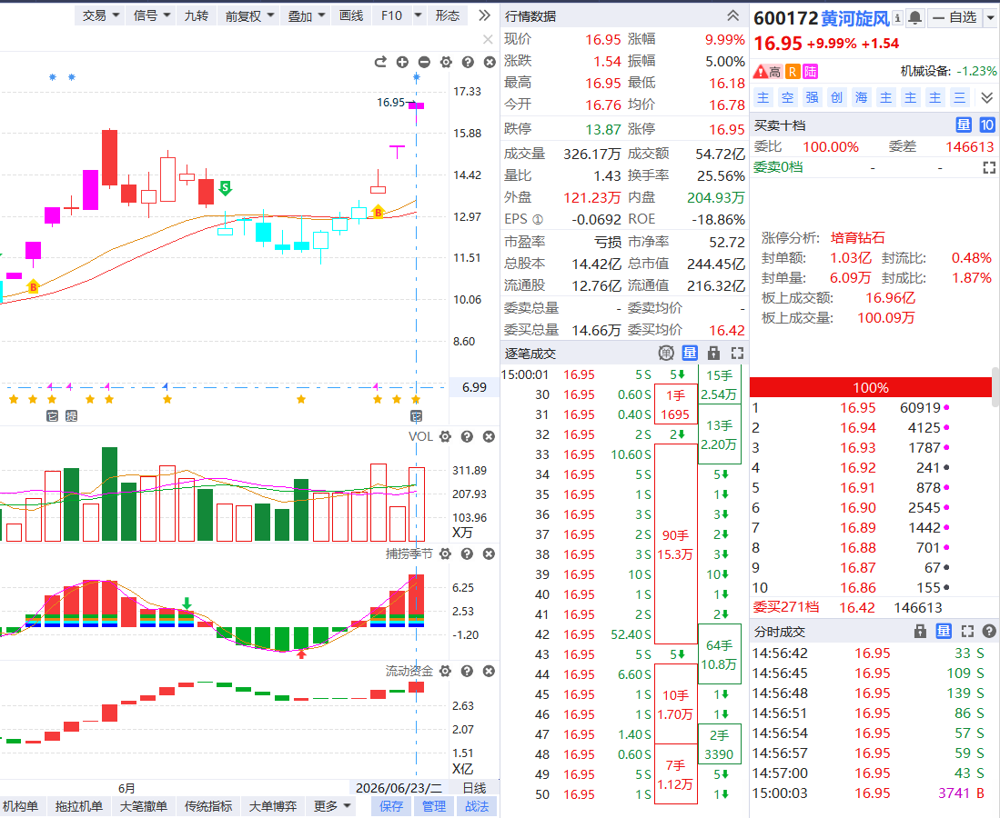 交易 信号 九转 前复权 叠加 画线 F10 形态
16.95
17.33
15.88
14.42
12.97
11.51
10.06
8.60
6.99
S
B
B
VOL
311.89
207.93
103.96
X万
捕捞季节
6.25
2.53
-1.20
流动资金
2.63
2.07
1.51
X亿
6月 2026/06/23/二 日线
机构单 拖拉机单 大笔撤单 传统指标 大单博弈 更多 保存 管理 战法
行情数据
现价 16.95 涨幅 9.99%
涨跌 1.54 振幅 5.00%
最高 16.95 最低 16.18
今开 16.76 均价 16.78
跌停 13.87 涨停 16.95
成交量 326.17万 成交额 54.72亿
量比 1.43 换手率 25.56%
外盘 121.23万 内盘 204.93万
EPS ① -0.0692 ROE -18.86%
市盈率 亏损 市净率 52.72
总股本 14.42亿 总市值 244.45亿
流通股 12.76亿 流通值 216.32亿
委卖总量 - 委卖均价 -
委买总量 14.66万 委买均价 16.42
逐笔成交 单 量
15:00:01 16.95 5 S 5 15手
30 16.95 0.60 S 1手 2.54万
31 16.95 0.40 S 1695 13手
32 16.95 2 S 2 2.20万
33 16.95 10.60 S
34 16.95 5 S 5
35 16.95 1 S 1
36 16.95 3 S 3
37 16.95 2 S 90手 2
38 16.95 3 S 15.3万 3
39 16.95 10 S 10
40 16.95 1 S 1
41 16.95 2 S 2
42 16.95 52.40 S 64手
43 16.95 5 S 5 10.8万
44 16.95 6.60 S
45 16.95 1 S 10手 1
46 16.95 1 S 1.70万 1
47 16.95 1.40 S 2手
48 16.95 0.60 S 3390
49 16.95 5 S 7手 5
50 16.95 1 S 1.12万 1
600172 黄河旋风 自选
16.95 +9.99% +1.54
高 R 陆 机械设备: -1.23%
主 空 强 创 海 主 主 主 三
买卖十档 量 10
委比 100.00% 委差 146613
委卖0档 - -
涨停分析: 培育钻石
封单额: 1.03亿 封流比: 0.48%
封单量: 6.09万 封成比: 1.87%
板上成交额: 16.96亿
板上成交量: 100.09万
100%
1 16.95 60919
2 16.94 4125
3 16.93 1787
4 16.92 241
5 16.91 878
6 16.90 2545
7 16.89 1442
8 16.88 701
9 16.87 67
10 16.86 155
委买271档 16.42 146613
分时成交 量
14:56:42 16.95 33 S
14:56:45 16.95 109 S
14:56:48 16.95 139 S
14:56:51 16.95 86 S
14:56:54 16.95 57 S
14:56:57 16.95 59 S
14:57:00 16.95 43 S
15:00:03 16.95 3741 B